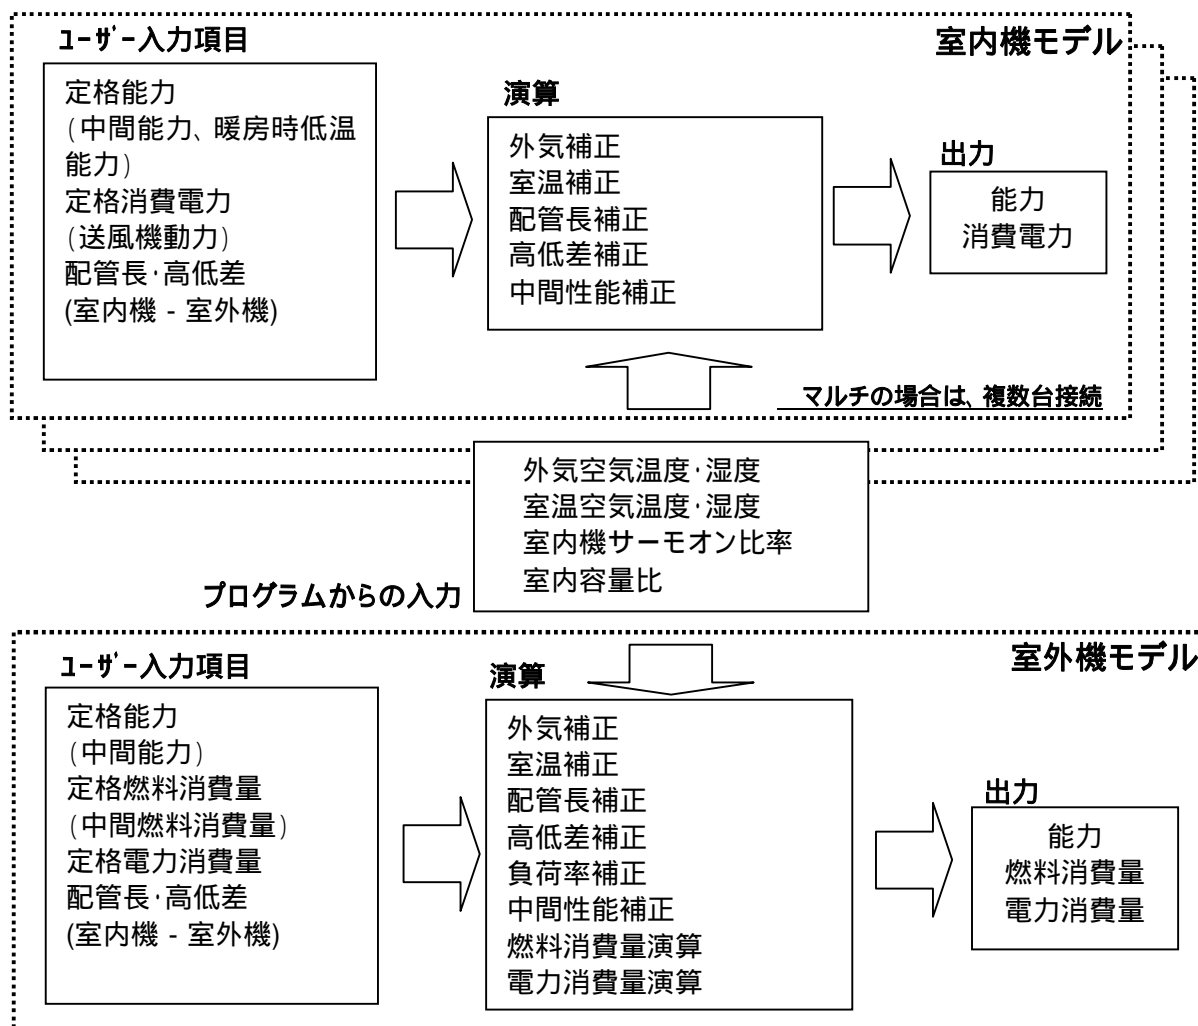 ﾕｰｻﾞｰ入力項目
室内機モデル
定格能力
(中間能力、暖房時低温
能力)
定格消費電力
(送風機動力)
配管長･高低差
(室内機 - 室外機)
演算
外気補正
室温補正
配管長補正
高低差補正
中間性能補正
出力
能力
消費電力
マルチの場合は、複数台接続
外気空気温度･湿度
室温空気温度･湿度
室内機サーモオン比率
室内容量比
プログラムからの入力
ﾕｰｻﾞｰ入力項目
室外機モデル
定格能力
(中間能力)
定格燃料消費量
(中間燃料消費量)
定格電力消費量
配管長･高低差
(室内機 - 室外機)
演算
外気補正
室温補正
配管長補正
高低差補正
負荷率補正
中間性能補正
燃料消費量演算
電力消費量演算
出力
能力
燃料消費量
電力消費量